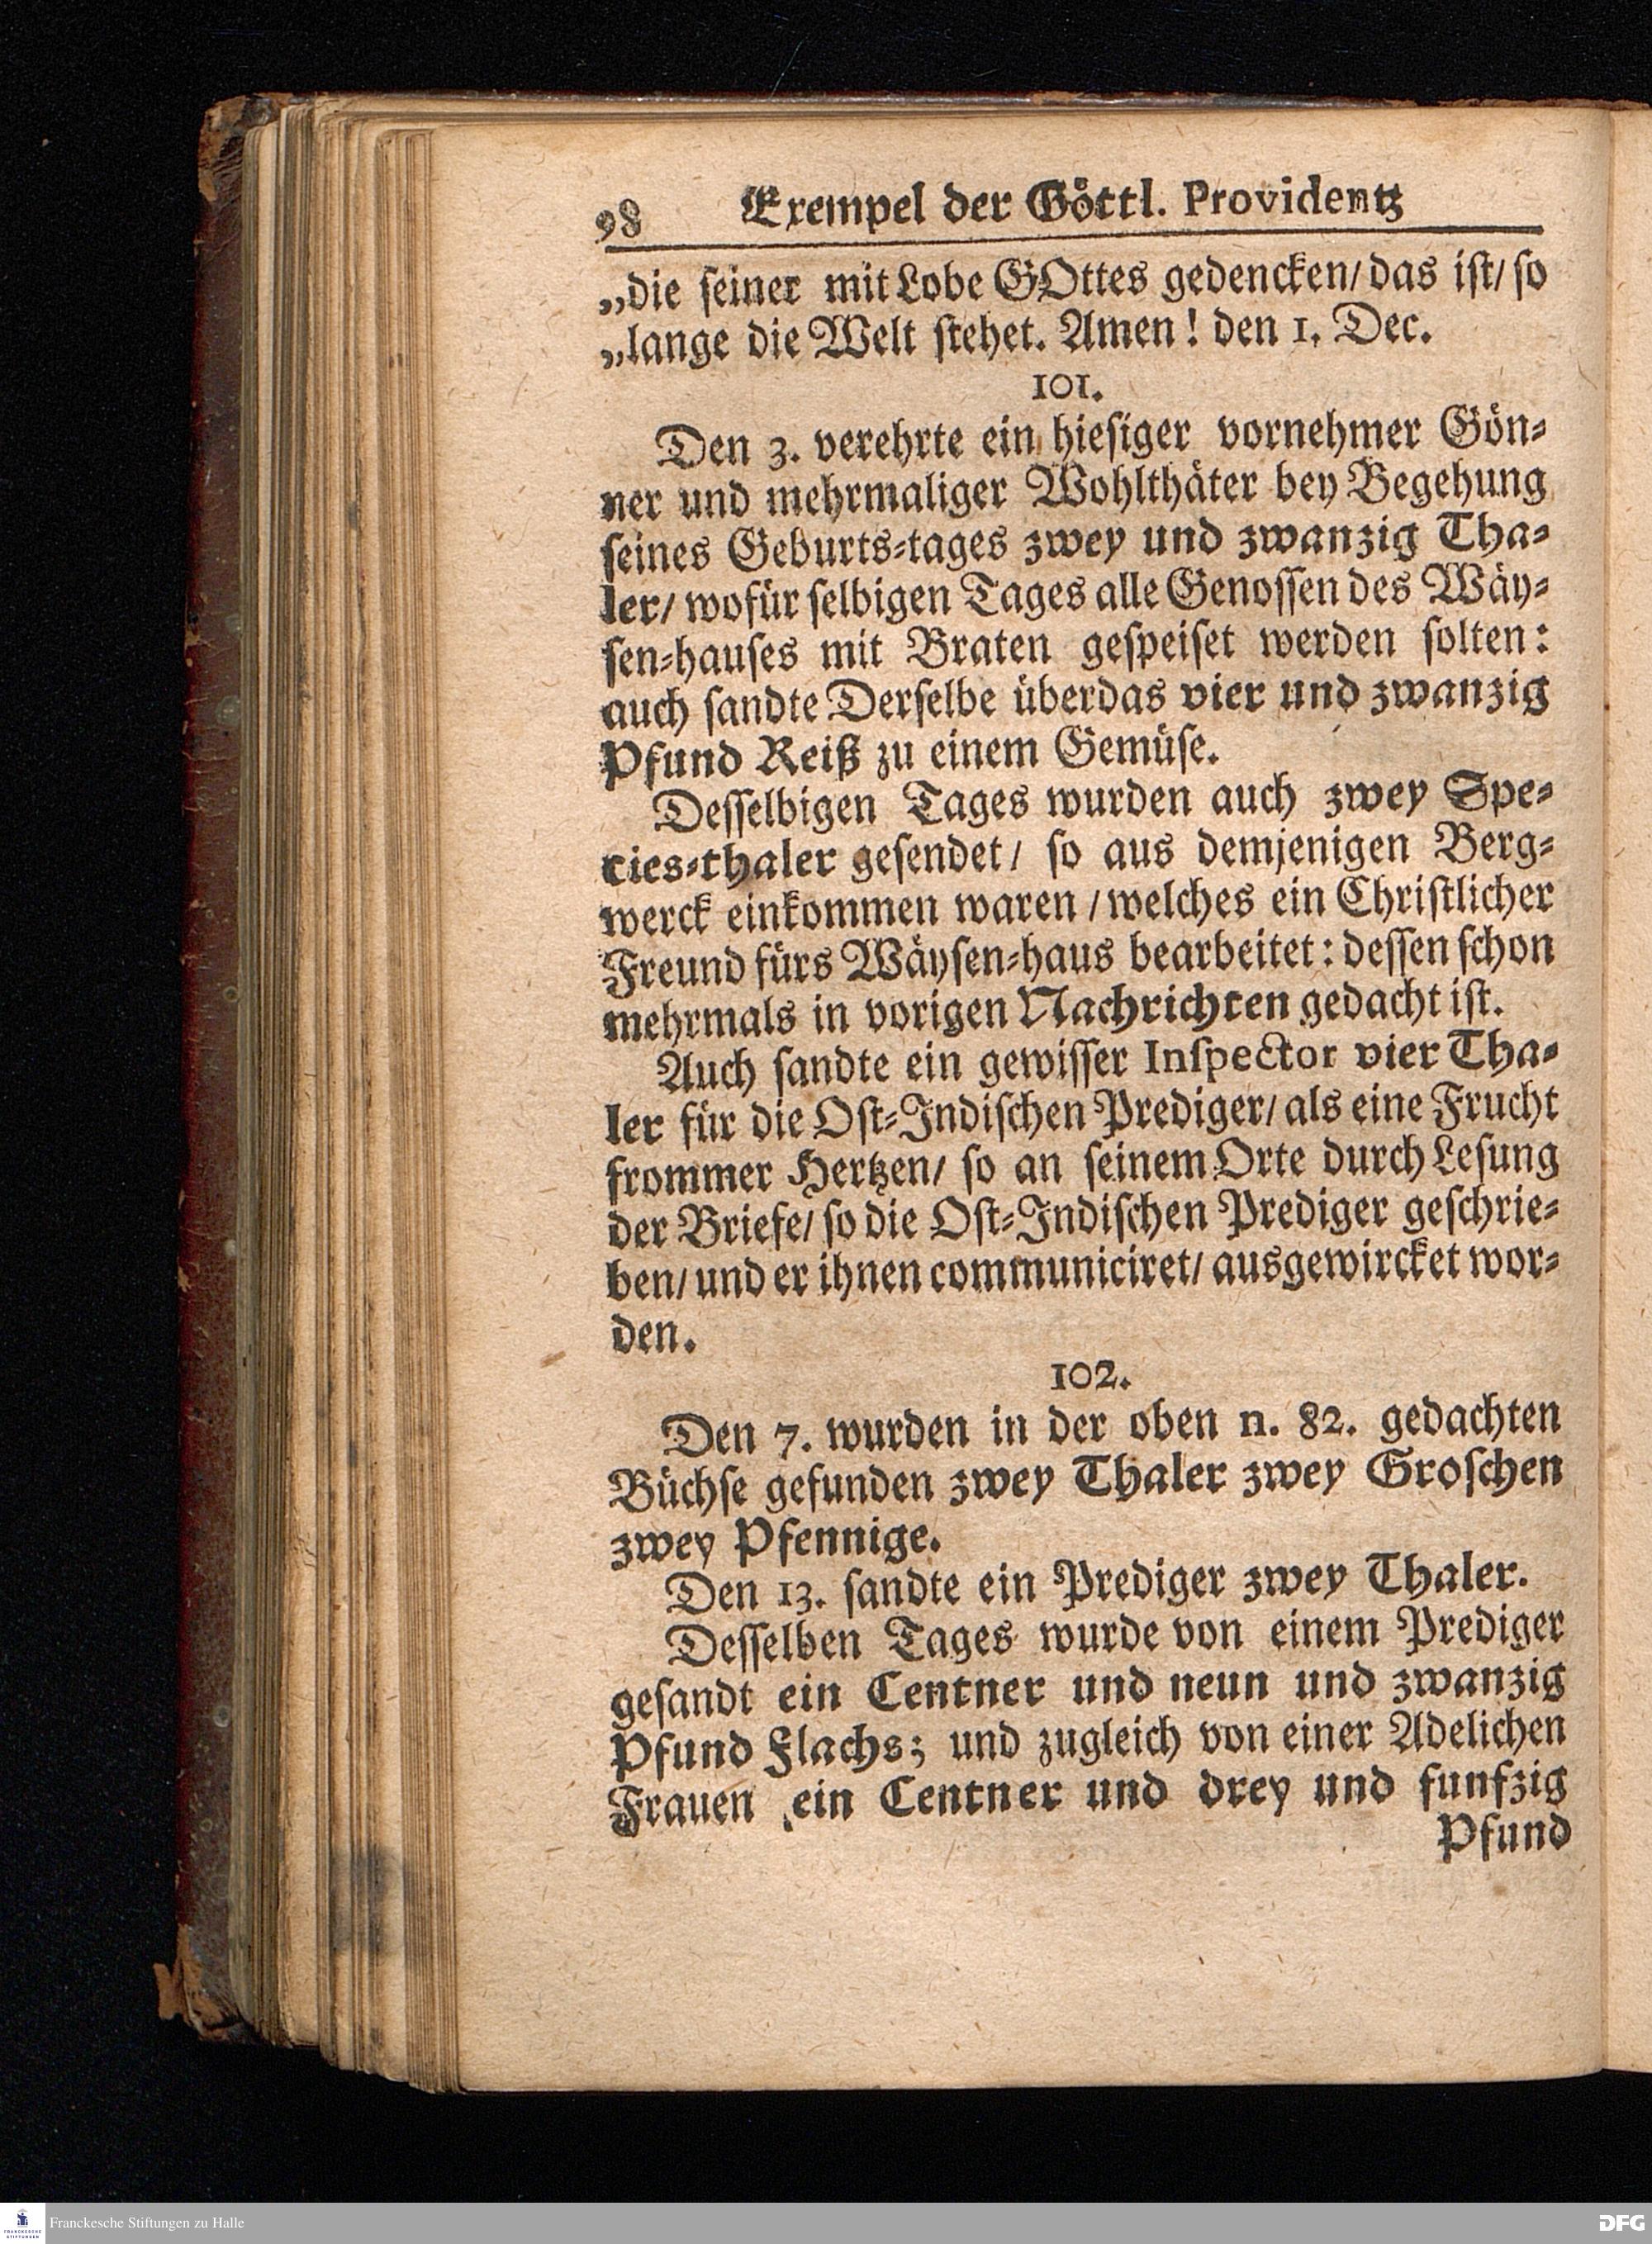 98 Exempel der Göttl. Providentz
„die seiner mit Lobe GOttes gedencken/ das ist/ so
„lange die Welt stehet. Amen! den 1. Dec.
101.
Den 3. verehrte ein hiesiger vornehmer Gön-
ner und mehrmaliger Wohlthäter bey Begehung
seines Geburts-tages zwey und zwanzig Tha-
ler/ wofür selbigen Tages alle Genossen des Wäy-
sen-hauses mit Braten gespeiset werden solten:
auch sandte Derselbe überdas vier und zwanzig
Pfund Reiß zu einem Gemüse.
Desselbigen Tages wurden auch zwey Spe-
cies-thaler gesendet/ so aus demjenigen Berg-
werck einkommen waren / welches ein Christlicher
Freund fürs Wäysen-haus bearbeitet: dessen schon
mehrmals in vorigen Nachrichten gedacht ist.
Auch sandte ein gewisser Inspector vier Tha-
ler für die Ost-Indischen Prediger/ als eine Frucht
frommer Hertzen/ so an seinem Orte durch Lesung
der Briefe/ so die Ost-Indischen Prediger geschrie-
ben/ und er ihnen communiciret/ ausgewircket wor-
den.
102.
Den 7. wurden in der oben n. 82. gedachten
Büchse gefunden zwey Thaler zwey Groschen
zwey Pfennige.
Den 13. sandte ein Prediger zwey Thaler.
Desselben Tages wurde von einem Prediger
gesandt ein Centner und neun und zwanzig
Pfund Flachs; und zugleich von einer Adelichen
Frauen ein Centner und drey und funfzig
Pfund
FRANCKESCHE
STIFTUNGEN
Franckesche Stiftungen zu Halle
DFG